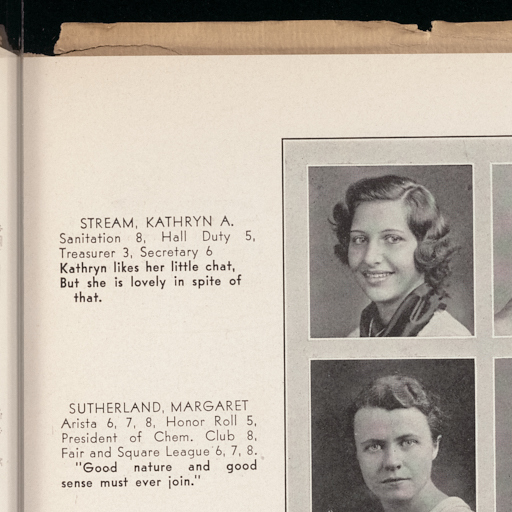 STREAM, KATHRYN A.
Sanitation 8, Hall Duty 5,
Treasurer 3, Secretary 6
Kathryn likes her little chat,
But she is lovely in spite of
that.
SUTHERLAND, MARGARET
Arista 6, 7, 8, Honor Roll 5,
President of Chem. Club 8,
Fair and Square League 6, 7, 8.
"Good nature and good
sense must ever join."